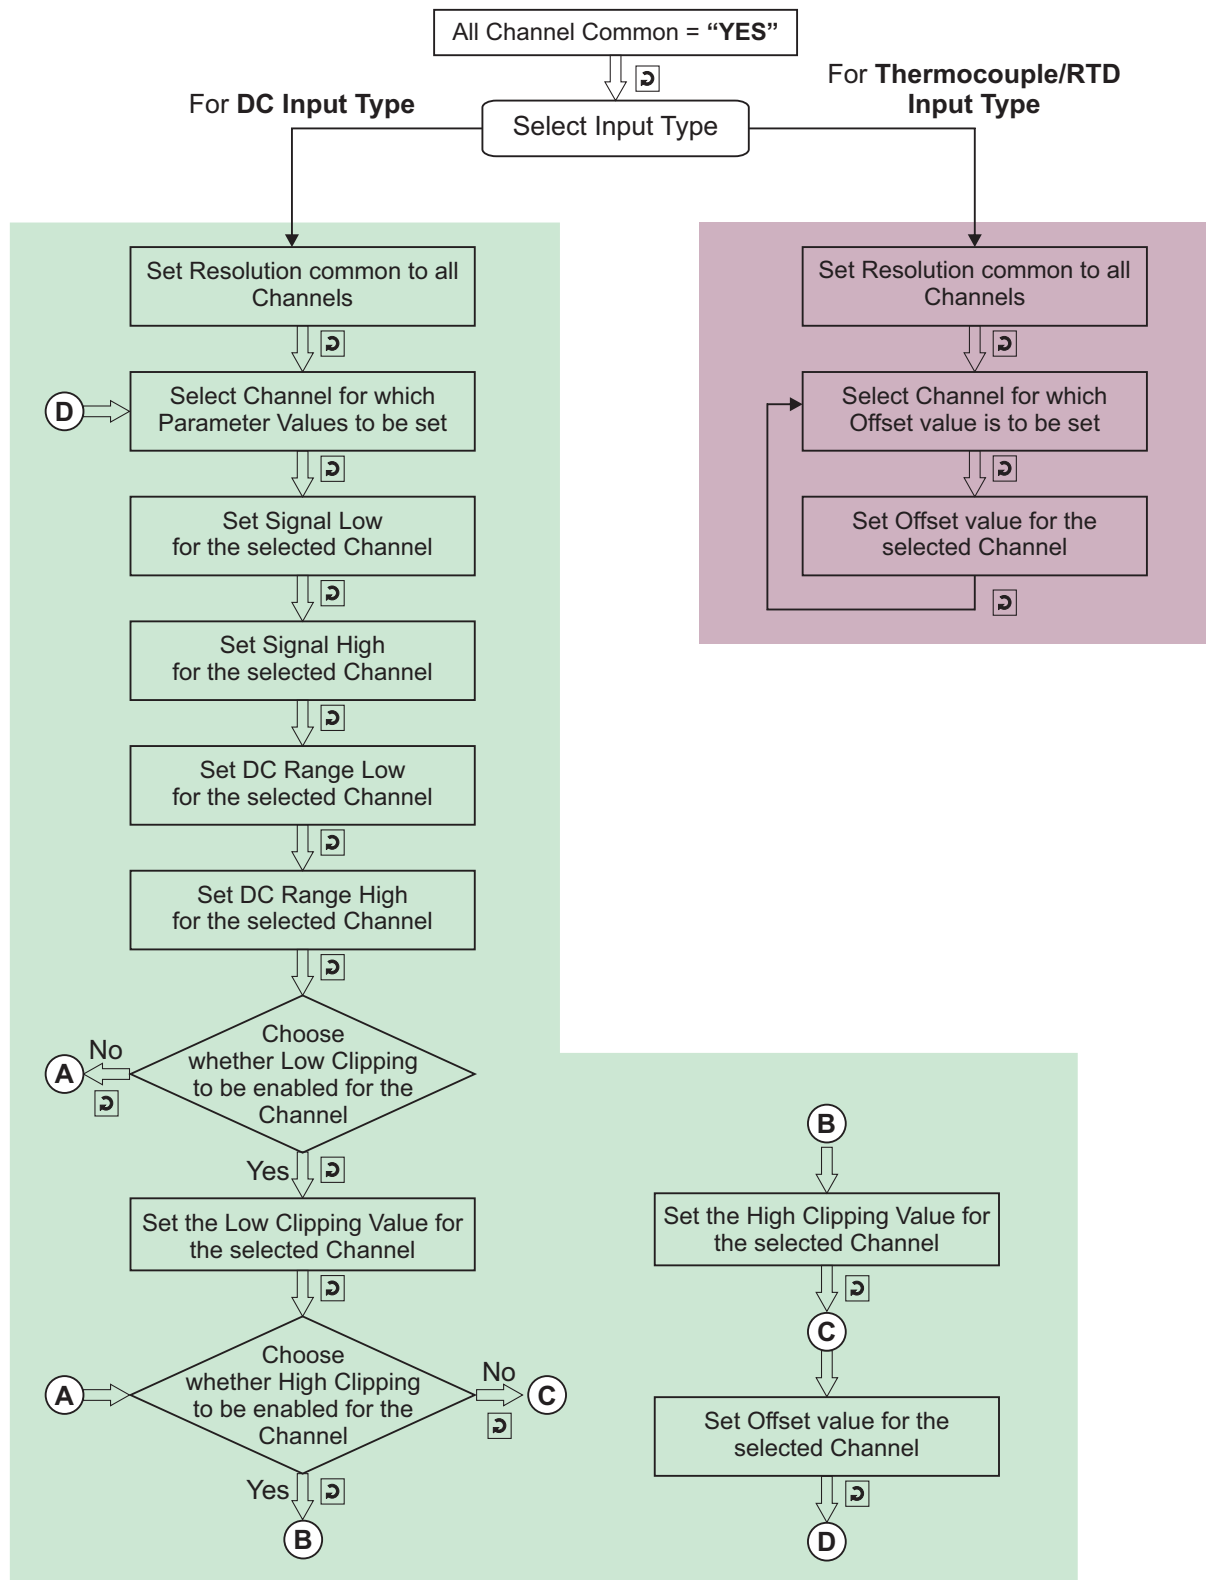 All Channel Common = “YES”
For DC Input Type
For Thermocouple/RTD
Input Type
Select Input Type
Set Resolution common to all
Channels
D
Select Channel for which
Parameter Values to be set
Set Signal Low
for the selected Channel
Set Signal High
for the selected Channel
Set DC Range Low
for the selected Channel
Set DC Range High
for the selected Channel
Choose
whether Low Clipping
to be enabled for the
Channel
No
A
Yes
Set the Low Clipping Value for
the selected Channel
A
Choose
whether High Clipping
to be enabled for the
Channel
No
C
Yes
B
B
Set the High Clipping Value for
the selected Channel
C
Set Offset value for the
selected Channel
D
Set Resolution common to all
Channels
Select Channel for which
Offset value is to be set
Set Offset value for the
selected Channel